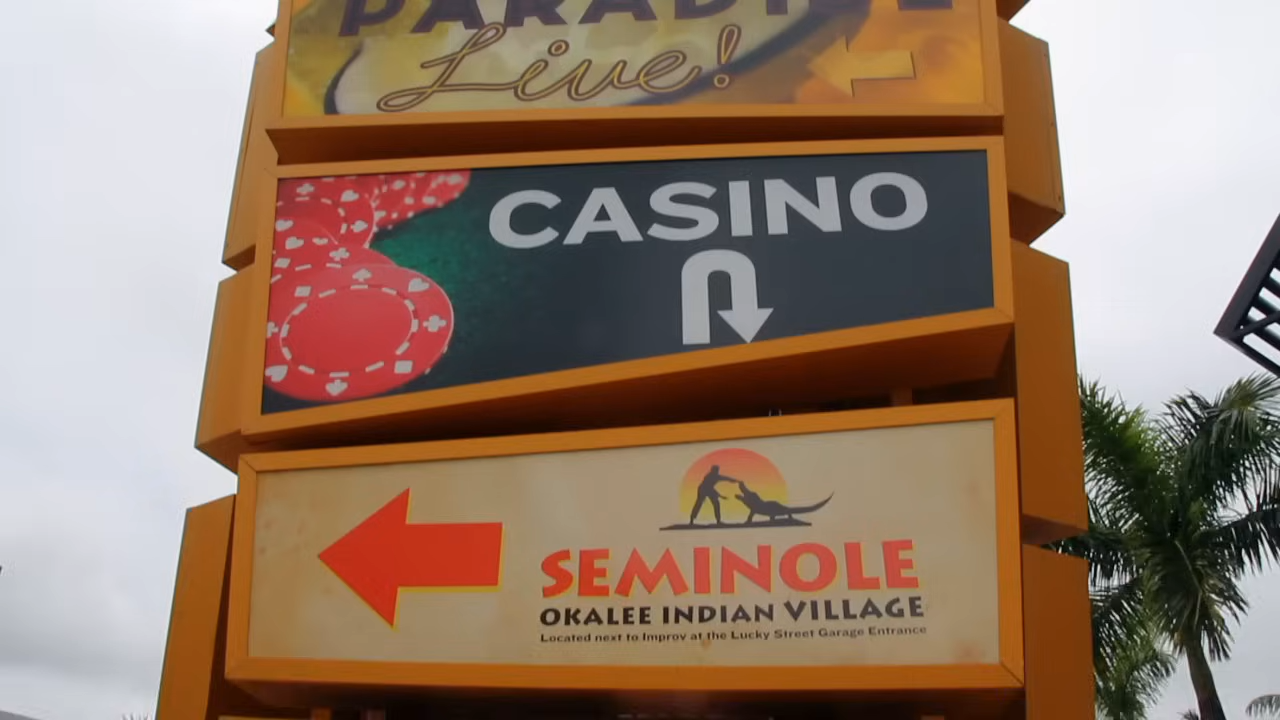 PARADISE
Live!
CASINO
SEMINOLE
OKALEE INDIAN VILLAGE
Located next to Improv at the Lucky Street Garage Entrance